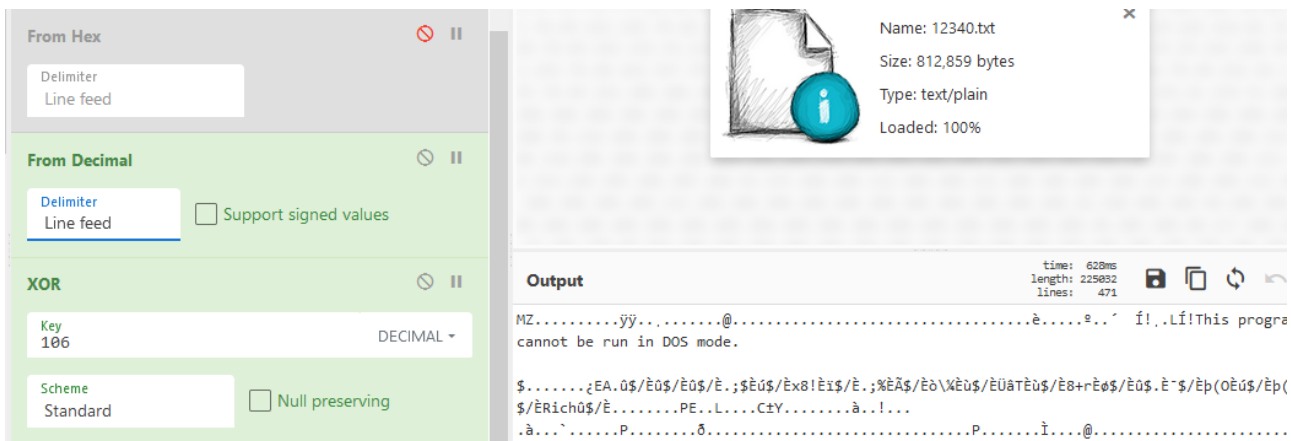 From Hex
Delimiter
Line feed
From Decimal
Delimiter
Line feed
Support signed values
XOR
Key
106
DECIMAL
Scheme
Standard
Null preserving
Name: 12340.txt
Size: 812,859 bytes
Type: text/plain
Loaded: 100%
Output
time: 628ms
length: 225032
lines: 471
MZ..........ÿÿ..¸.......@...................................è.....º..´ Í!¸.LÍ!This progra
cannot be run in DOS mode.
$.......¿EA.û$/Èû$/Èû$/È.;$Èú$/Èx8!Èï$/È.;%ÈÃ$/Èò\¼Èù$/ÈÜâTÈù$/È8+rÈø$/Èû$.È¯$/Èþ(OÈú$/Èþ(
$/ÈRichû$/È........PE..L....C±Y........à..!...
.à...`......P........ð..............................P.......Ì....@......................